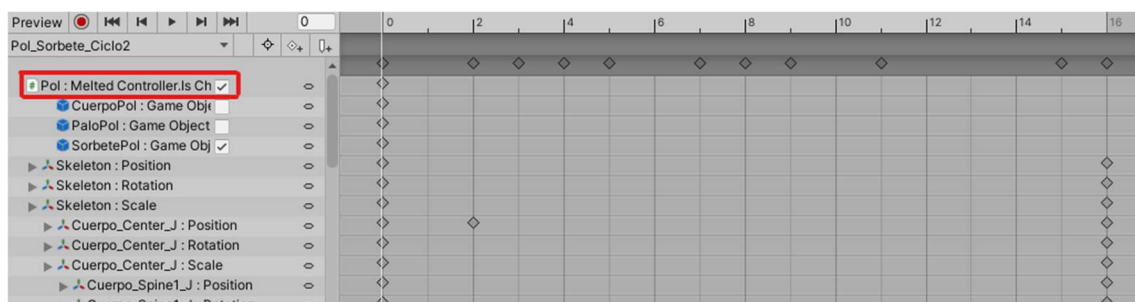 Preview 0 0 2 4 6 8 10 12 14 16
Pol_Sorbete_Ciclo2
Pol : Melted Controller.Is Ch
CuerpoPol : Game Obje
PaloPol : Game Object
SorbetePol : Game Obj
Skeleton : Position
Skeleton : Rotation
Skeleton : Scale
Cuerpo_Center_J : Position
Cuerpo_Center_J : Rotation
Cuerpo_Center_J : Scale
Cuerpo_Spine1_J : Position